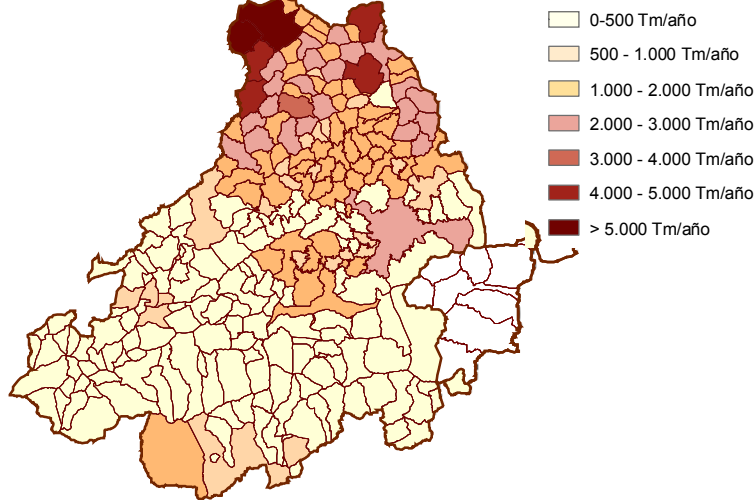 0-500 Tm/año
500 - 1.000 Tm/año
1.000 - 2.000 Tm/año
2.000 - 3.000 Tm/año
3.000 - 4.000 Tm/año
4.000 - 5.000 Tm/año
> 5.000 Tm/año